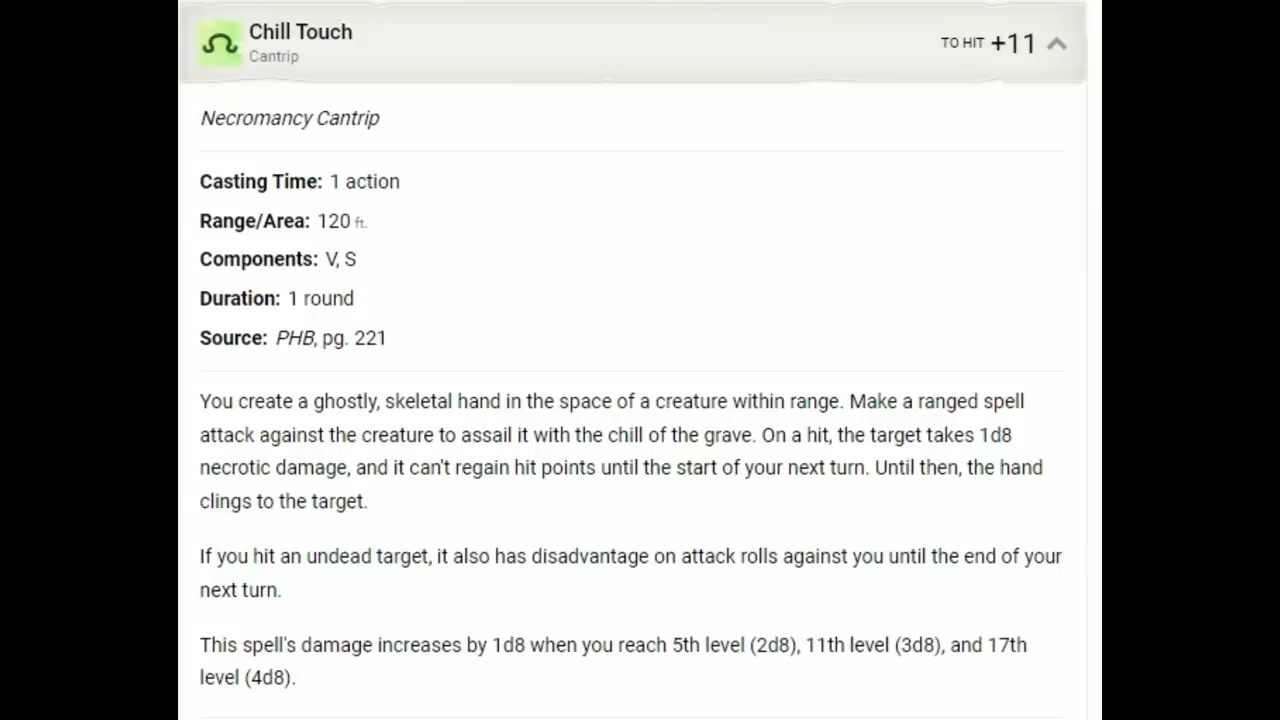 Chill Touch
Cantrip
TO HIT +11
Necromancy Cantrip
Casting Time: 1 action
Range/Area: 120 ft.
Components: V, S
Duration: 1 round
Source: PHB, pg. 221
You create a ghostly, skeletal hand in the space of a creature within range. Make a ranged spell
attack against the creature to assail it with the chill of the grave. On a hit, the target takes 1d8
necrotic damage, and it can't regain hit points until the start of your next turn. Until then, the hand
clings to the target.
If you hit an undead target, it also has disadvantage on attack rolls against you until the end of your
next turn.
This spell's damage increases by 1d8 when you reach 5th level (2d8), 11th level (3d8), and 17th
level (4d8).